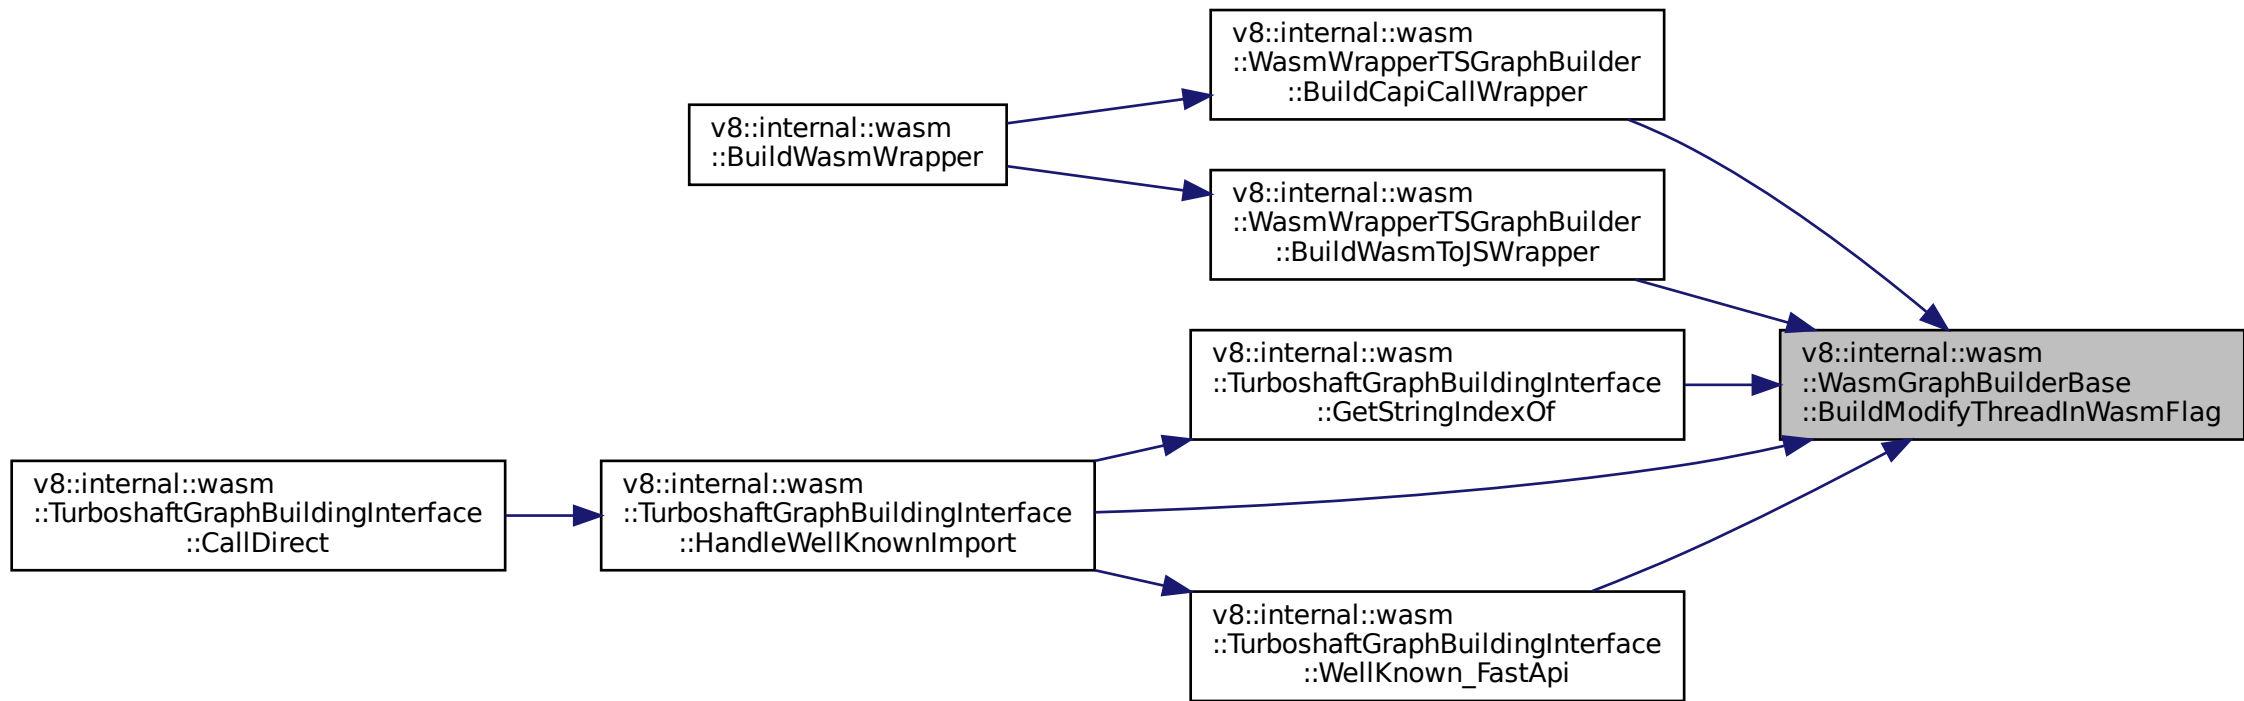 v8::internal::wasm
::WasmWrapperTSGraphBuilder
::BuildCapiCallWrapper
v8::internal::wasm
::BuildWasmWrapper
v8::internal::wasm
::WasmWrapperTSGraphBuilder
::BuildWasmToJSWrapper
v8::internal::wasm
::TurboshaftGraphBuildingInterface
::GetStringIndexOf
v8::internal::wasm
::WasmGraphBuilderBase
::BuildModifyThreadInWasmFlag
v8::internal::wasm
::TurboshaftGraphBuildingInterface
::CallDirect
v8::internal::wasm
::TurboshaftGraphBuildingInterface
::HandleWellKnownImport
v8::internal::wasm
::TurboshaftGraphBuildingInterface
::WellKnown_FastApi